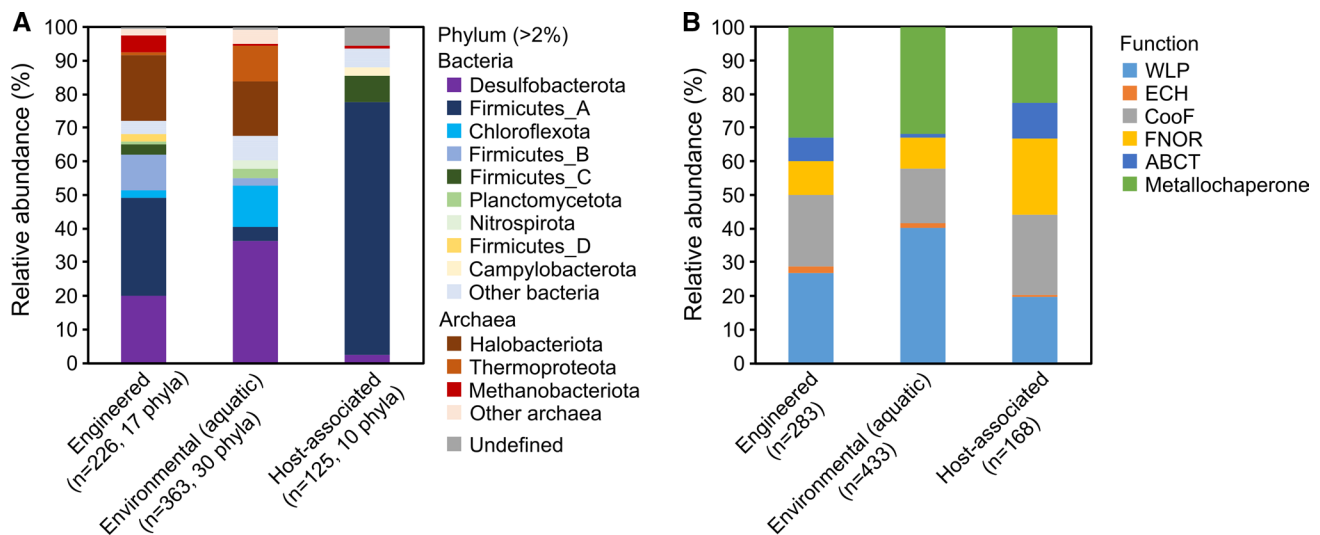 A
Relative abundance (%)
100
90
80
70
60
50
40
30
20
10
0
Engineered
(n=226, 17 phyla)
Environmental (aquatic)
(n=363, 30 phyla)
Host-associated
(n=125, 10 phyla)
Phylum (>2%)
Bacteria
Desulfobacterota
Firmicutes_A
Chloroflexota
Firmicutes_B
Firmicutes_C
Planctomycetota
Nitrospirota
Firmicutes_D
Campylobacterota
Other bacteria
Archaea
Halobacteriota
Thermoproteota
Methanobacteriota
Other archaea
Undefined
B
Relative abundance (%)
100
90
80
70
60
50
40
30
20
10
0
Engineered
(n=283)
Environmental (aquatic)
(n=433)
Host-associated
(n=168)
Function
WLP
ECH
CooF
FNOR
ABCT
Metallochaperone